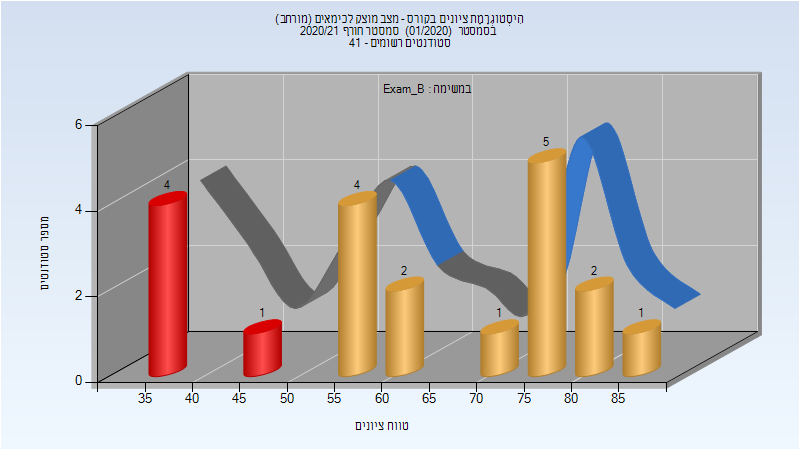 היסטוגרמת ציונים בקורס - מצב מוצק לכימאים (מורחב)
בסמסטר (01/2020) סמסטר חורף 2020/21
סטודנטים רשומים - 41
במשימה : Exam_B
מספר סטודנטים
6
4
2
0
4
1
4
2
1
5
2
1
35 40 45 50 55 60 65 70 75 80 85
טווח ציונים